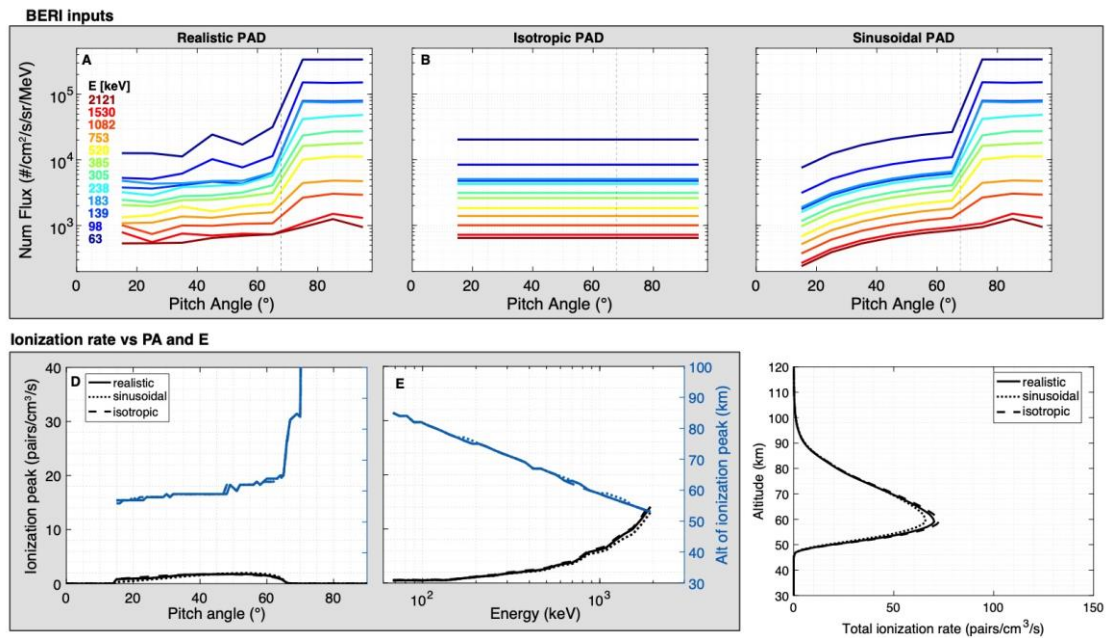 BERI inputs
Realistic PAD
Isotropic PAD
Sinusoidal PAD
A
B
E [keV]
2121
1530
1082
753
520
385
305
238
183
139
98
63
Num Flux (#/cm²/s/sr/MeV)
10⁵
10⁴
10³
0 20 40 60 80
0 20 40 60 80
0 20 40 60 80
Pitch Angle (°)
Pitch Angle (°)
Pitch Angle (°)
Ionization rate vs PA and E
D
realistic
sinusoidal
isotropic
Ionization peak (pairs/cm³/s)
40
30
20
10
0
0 20 40 60 80
Pitch angle (°)
E
10² 10³
Energy (keV)
100
90
80
70
60
50
40
30
Alt of ionization peak (km)
realistic
sinusoidal
isotropic
Altitude (km)
120
110
100
90
80
70
60
50
40
30
0 50 100 150
Total ionization rate (pairs/cm³/s)